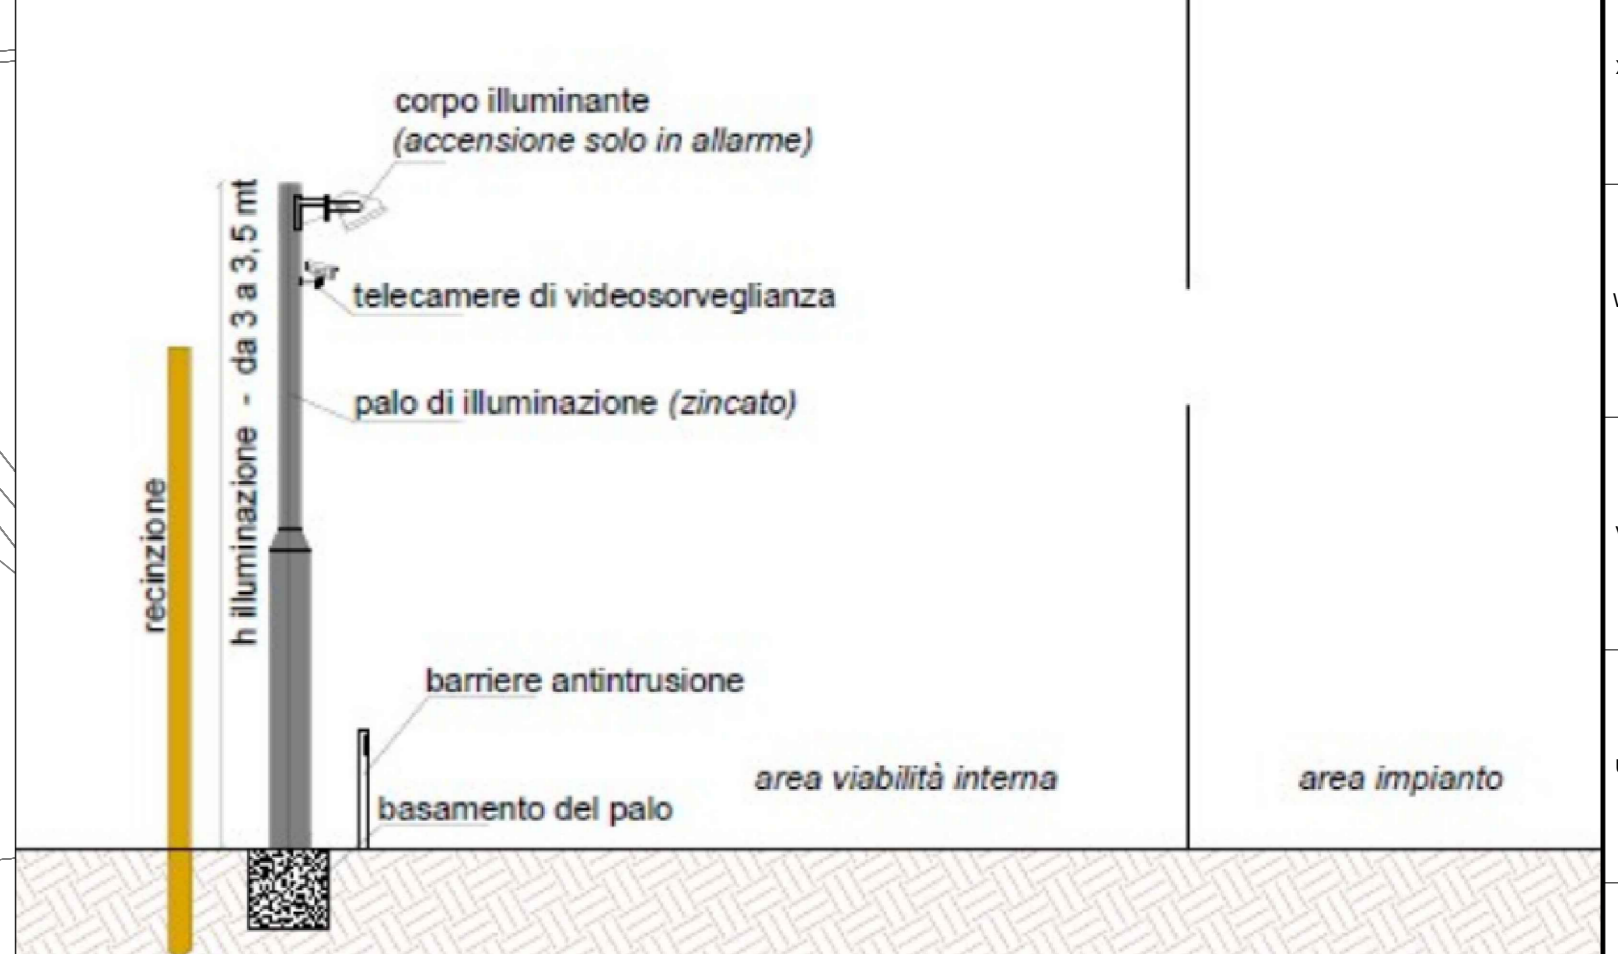 corpo illuminante
(accensione solo in allarme)
h illuminazione - da 3 a 3,5 mt
telecamere di videosorveglianza
palo di illuminazione (zincato)
recinzione
barriere antintrusione
area viabilità interna
area impianto
basamento del palo